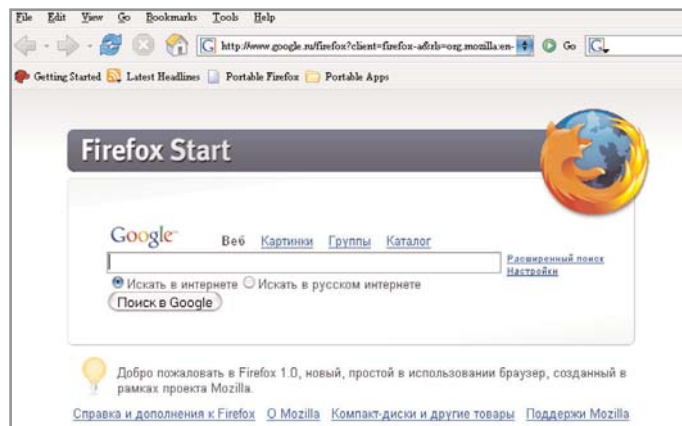 File Edit View Go Bookmarks Tools Help
http://www.google.ru/firefox?client=firefox-a&rls=org.mozilla:en- Go
Getting Started Latest Headlines Portable Firefox Portable Apps
Firefox Start
Google Веб Картинки Группы Каталог
Расширенный поиск
Настройки
Искать в интернете Искать в русском интернете
Поиск в Google
Добро пожаловать в Firefox 1.0, новый, простой в использовании браузер, созданный в
рамках проекта Mozilla.
Справка и дополнения к Firefox О Mozilla Компакт-диски и другие товары Поддержи Mozilla